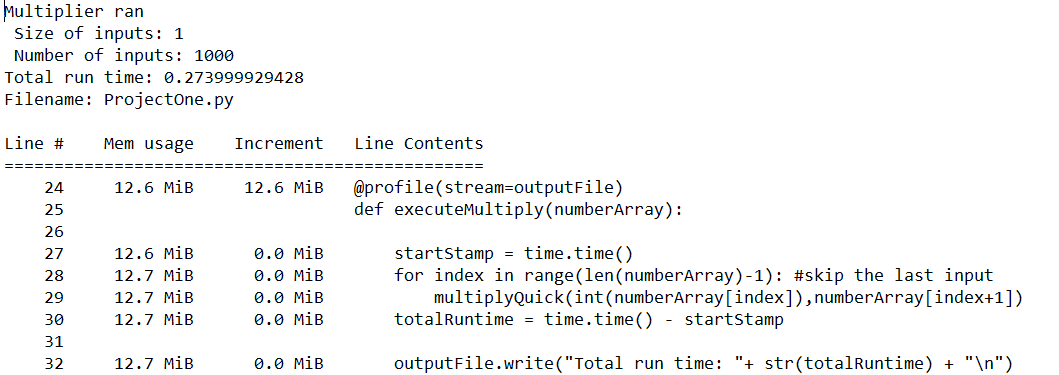 Multiplier ran
 Size of inputs: 1
 Number of inputs: 1000
Total run time: 0.273999929428
Filename: ProjectOne.py

Line #    Mem usage    Increment   Line Contents
================================================
    24     12.6 MiB     12.6 MiB   @profile(stream=outputFile)
    25                             def executeMultiply(numberArray):
    26
    27     12.6 MiB      0.0 MiB       startStamp = time.time()
    28     12.7 MiB      0.0 MiB       for index in range(len(numberArray)-1): #skip the last input
    29     12.7 MiB      0.0 MiB           multiplyQuick(int(numberArray[index]),numberArray[index+1])
    30     12.7 MiB      0.0 MiB       totalRuntime = time.time() - startStamp
    31
    32     12.7 MiB      0.0 MiB       outputFile.write("Total run time: "+ str(totalRuntime) + "\n")